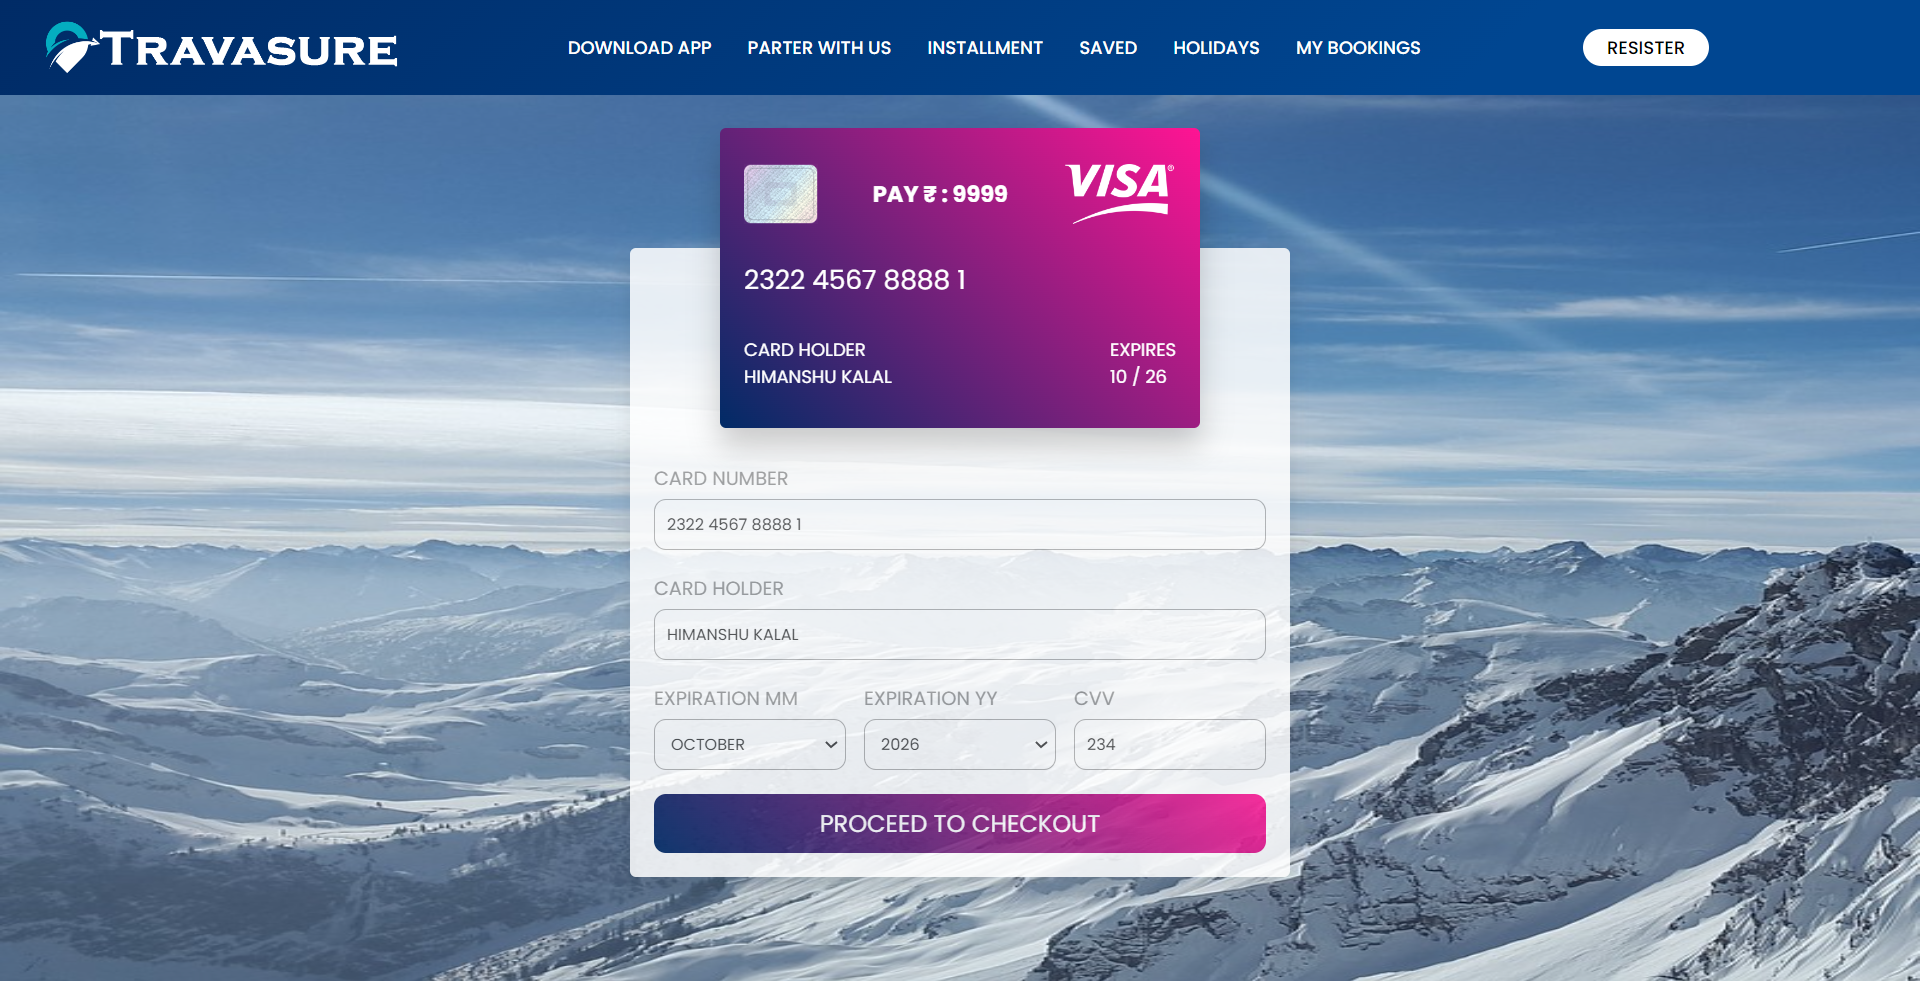 TRAVASURE
DOWNLOAD APP PARTER WITH US INSTALLMENT SAVED HOLIDAYS MY BOOKINGS RESISTER
PAY ₹ : 9999
VISA®
2322 4567 8888 1
CARD HOLDER
HIMANSHU KALAL
EXPIRES
10 / 26
CARD NUMBER
2322 4567 8888 1
CARD HOLDER
HIMANSHU KALAL
EXPIRATION MM
OCTOBER
EXPIRATION YY
2026
CVV
234
PROCEED TO CHECKOUT